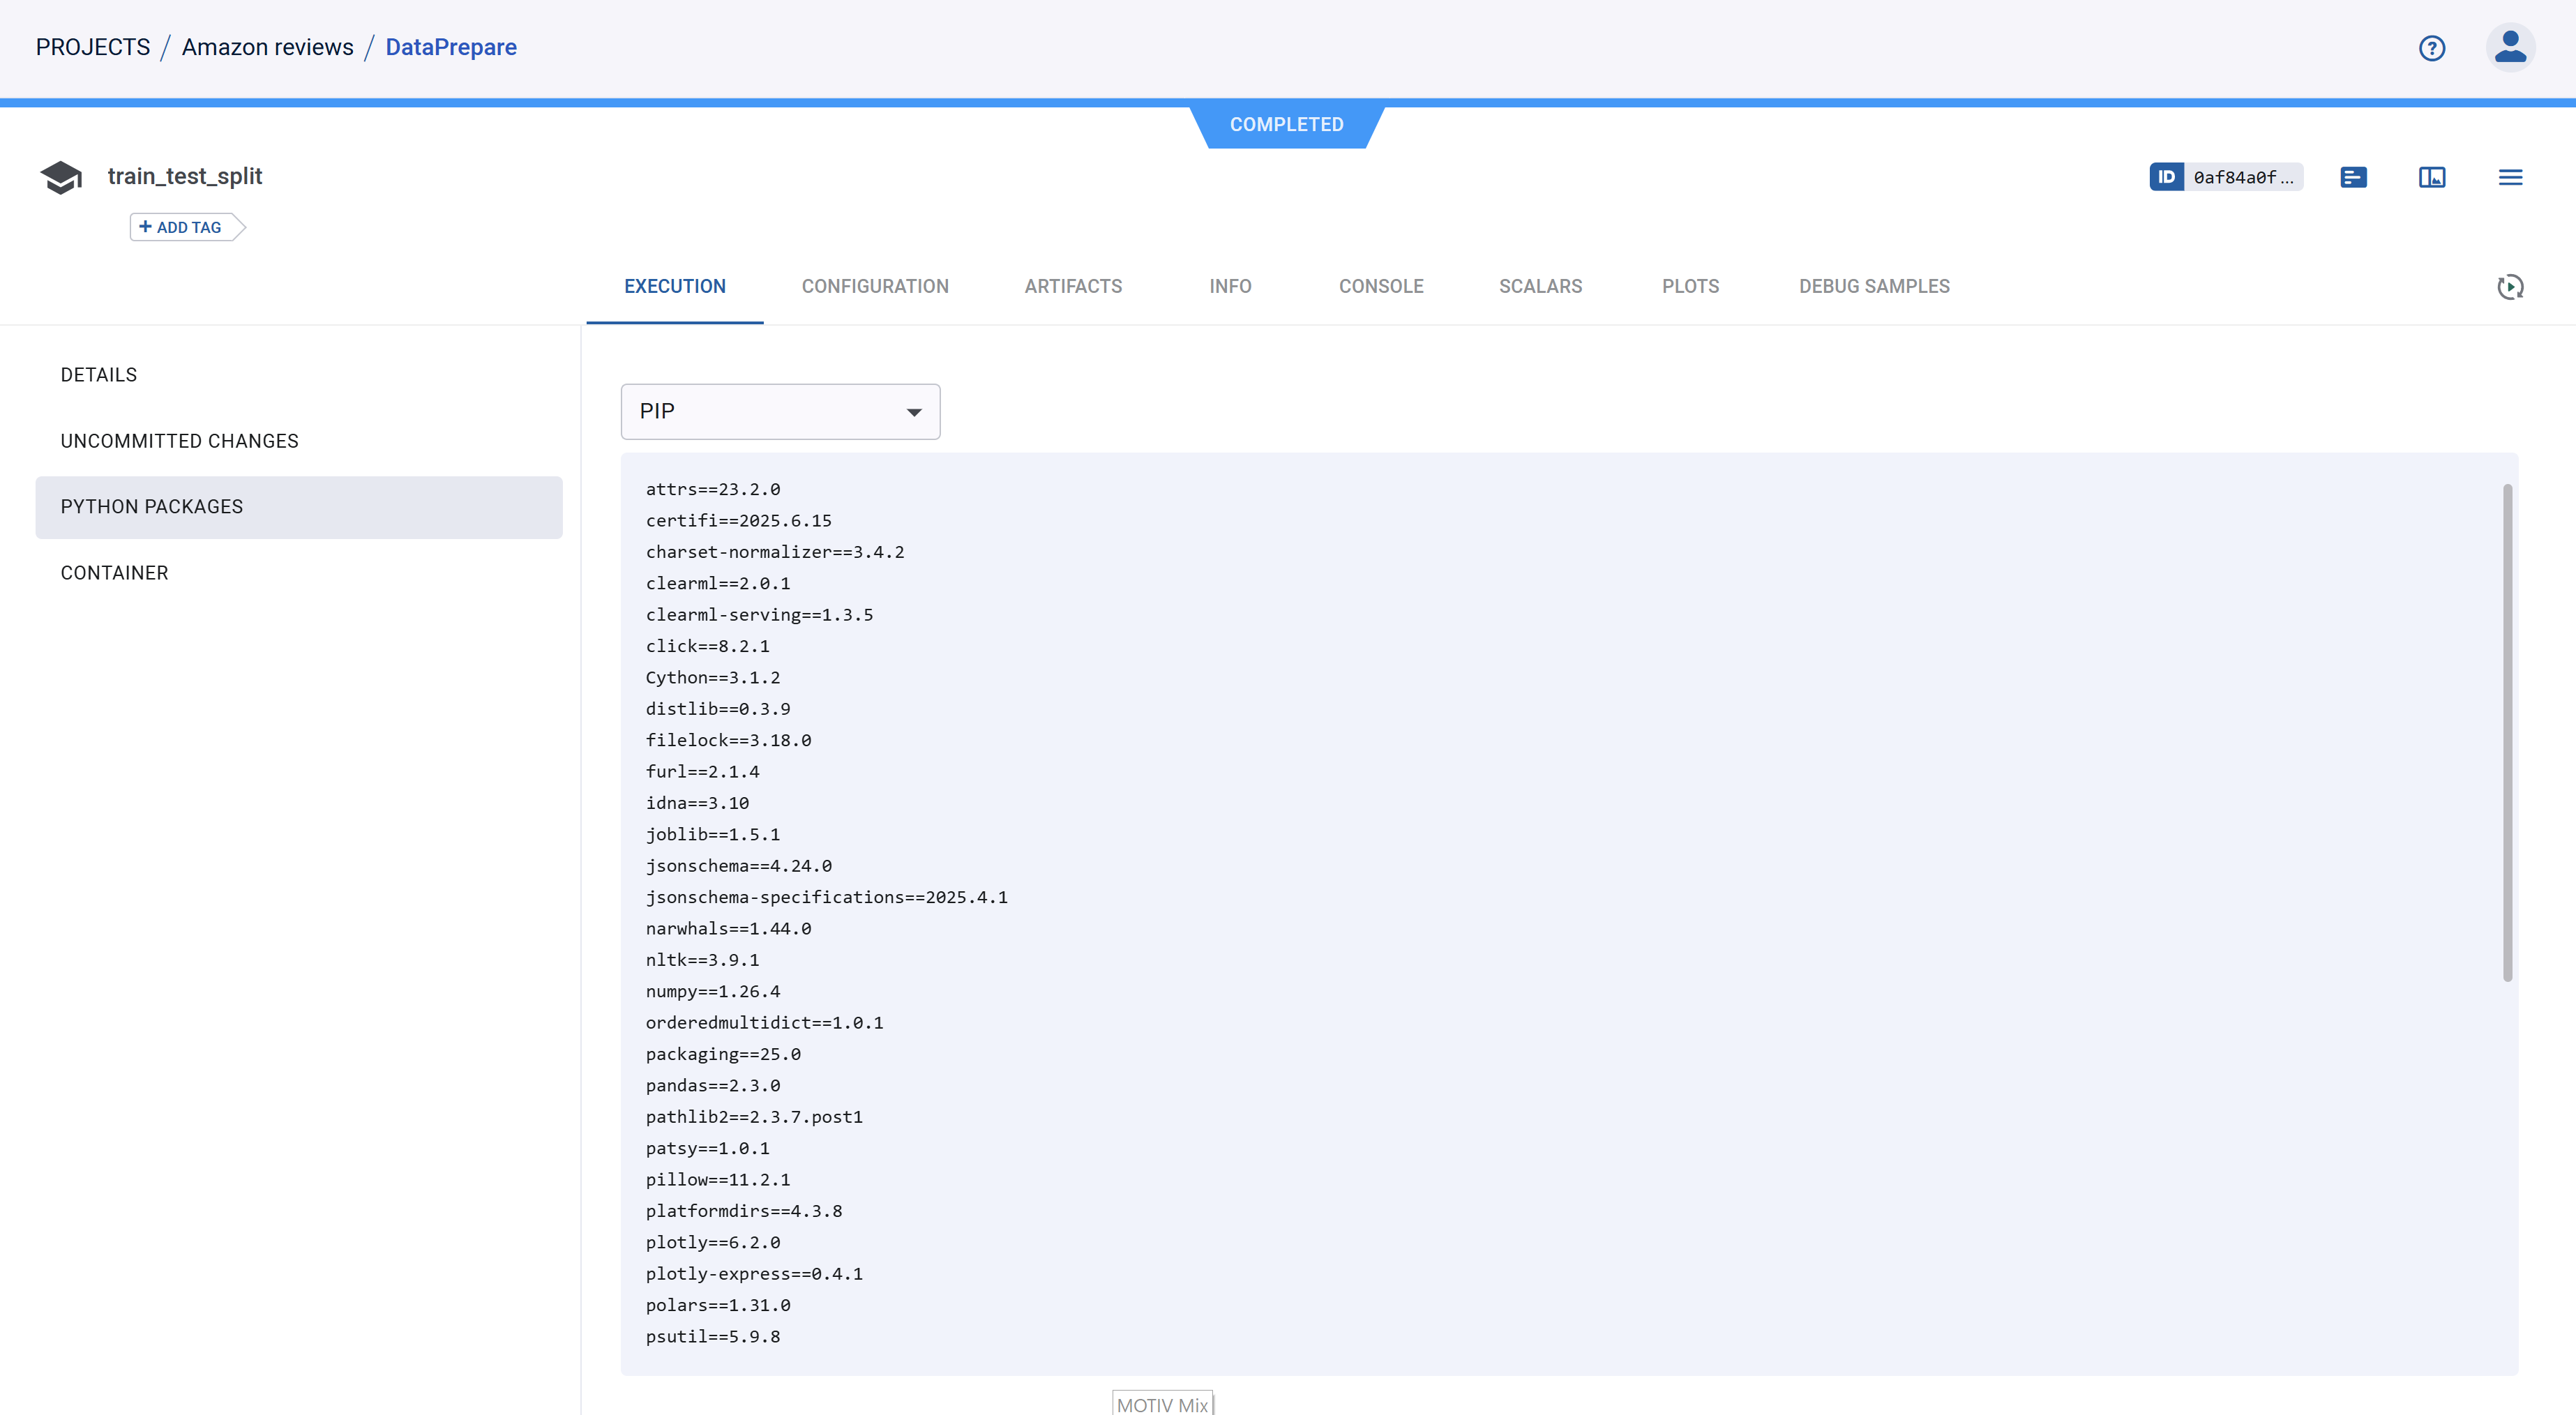 PROJECTS / Amazon reviews / DataPrepare
COMPLETED
train_test_split
ID 0af84a0f ...
+ ADD TAG
EXECUTION CONFIGURATION ARTIFACTS INFO CONSOLE SCALARS PLOTS DEBUG SAMPLES
DETAILS
UNCOMMITTED CHANGES
PYTHON PACKAGES
CONTAINER
PIP
attrs==23.2.0
certifi==2025.6.15
charset-normalizer==3.4.2
clearml==2.0.1
clearml-serving==1.3.5
click==8.2.1
Cython==3.1.2
distlib==0.3.9
filelock==3.18.0
furl==2.1.4
idna==3.10
joblib==1.5.1
jsonschema==4.24.0
jsonschema-specifications==2025.4.1
narwhals==1.44.0
nltk==3.9.1
numpy==1.26.4
orderedmultidict==1.0.1
packaging==25.0
pandas==2.3.0
pathlib2==2.3.7.post1
patsy==1.0.1
pillow==11.2.1
platformdirs==4.3.8
plotly==6.2.0
plotly-express==0.4.1
polars==1.31.0
psutil==5.9.8
MOTIV Mix